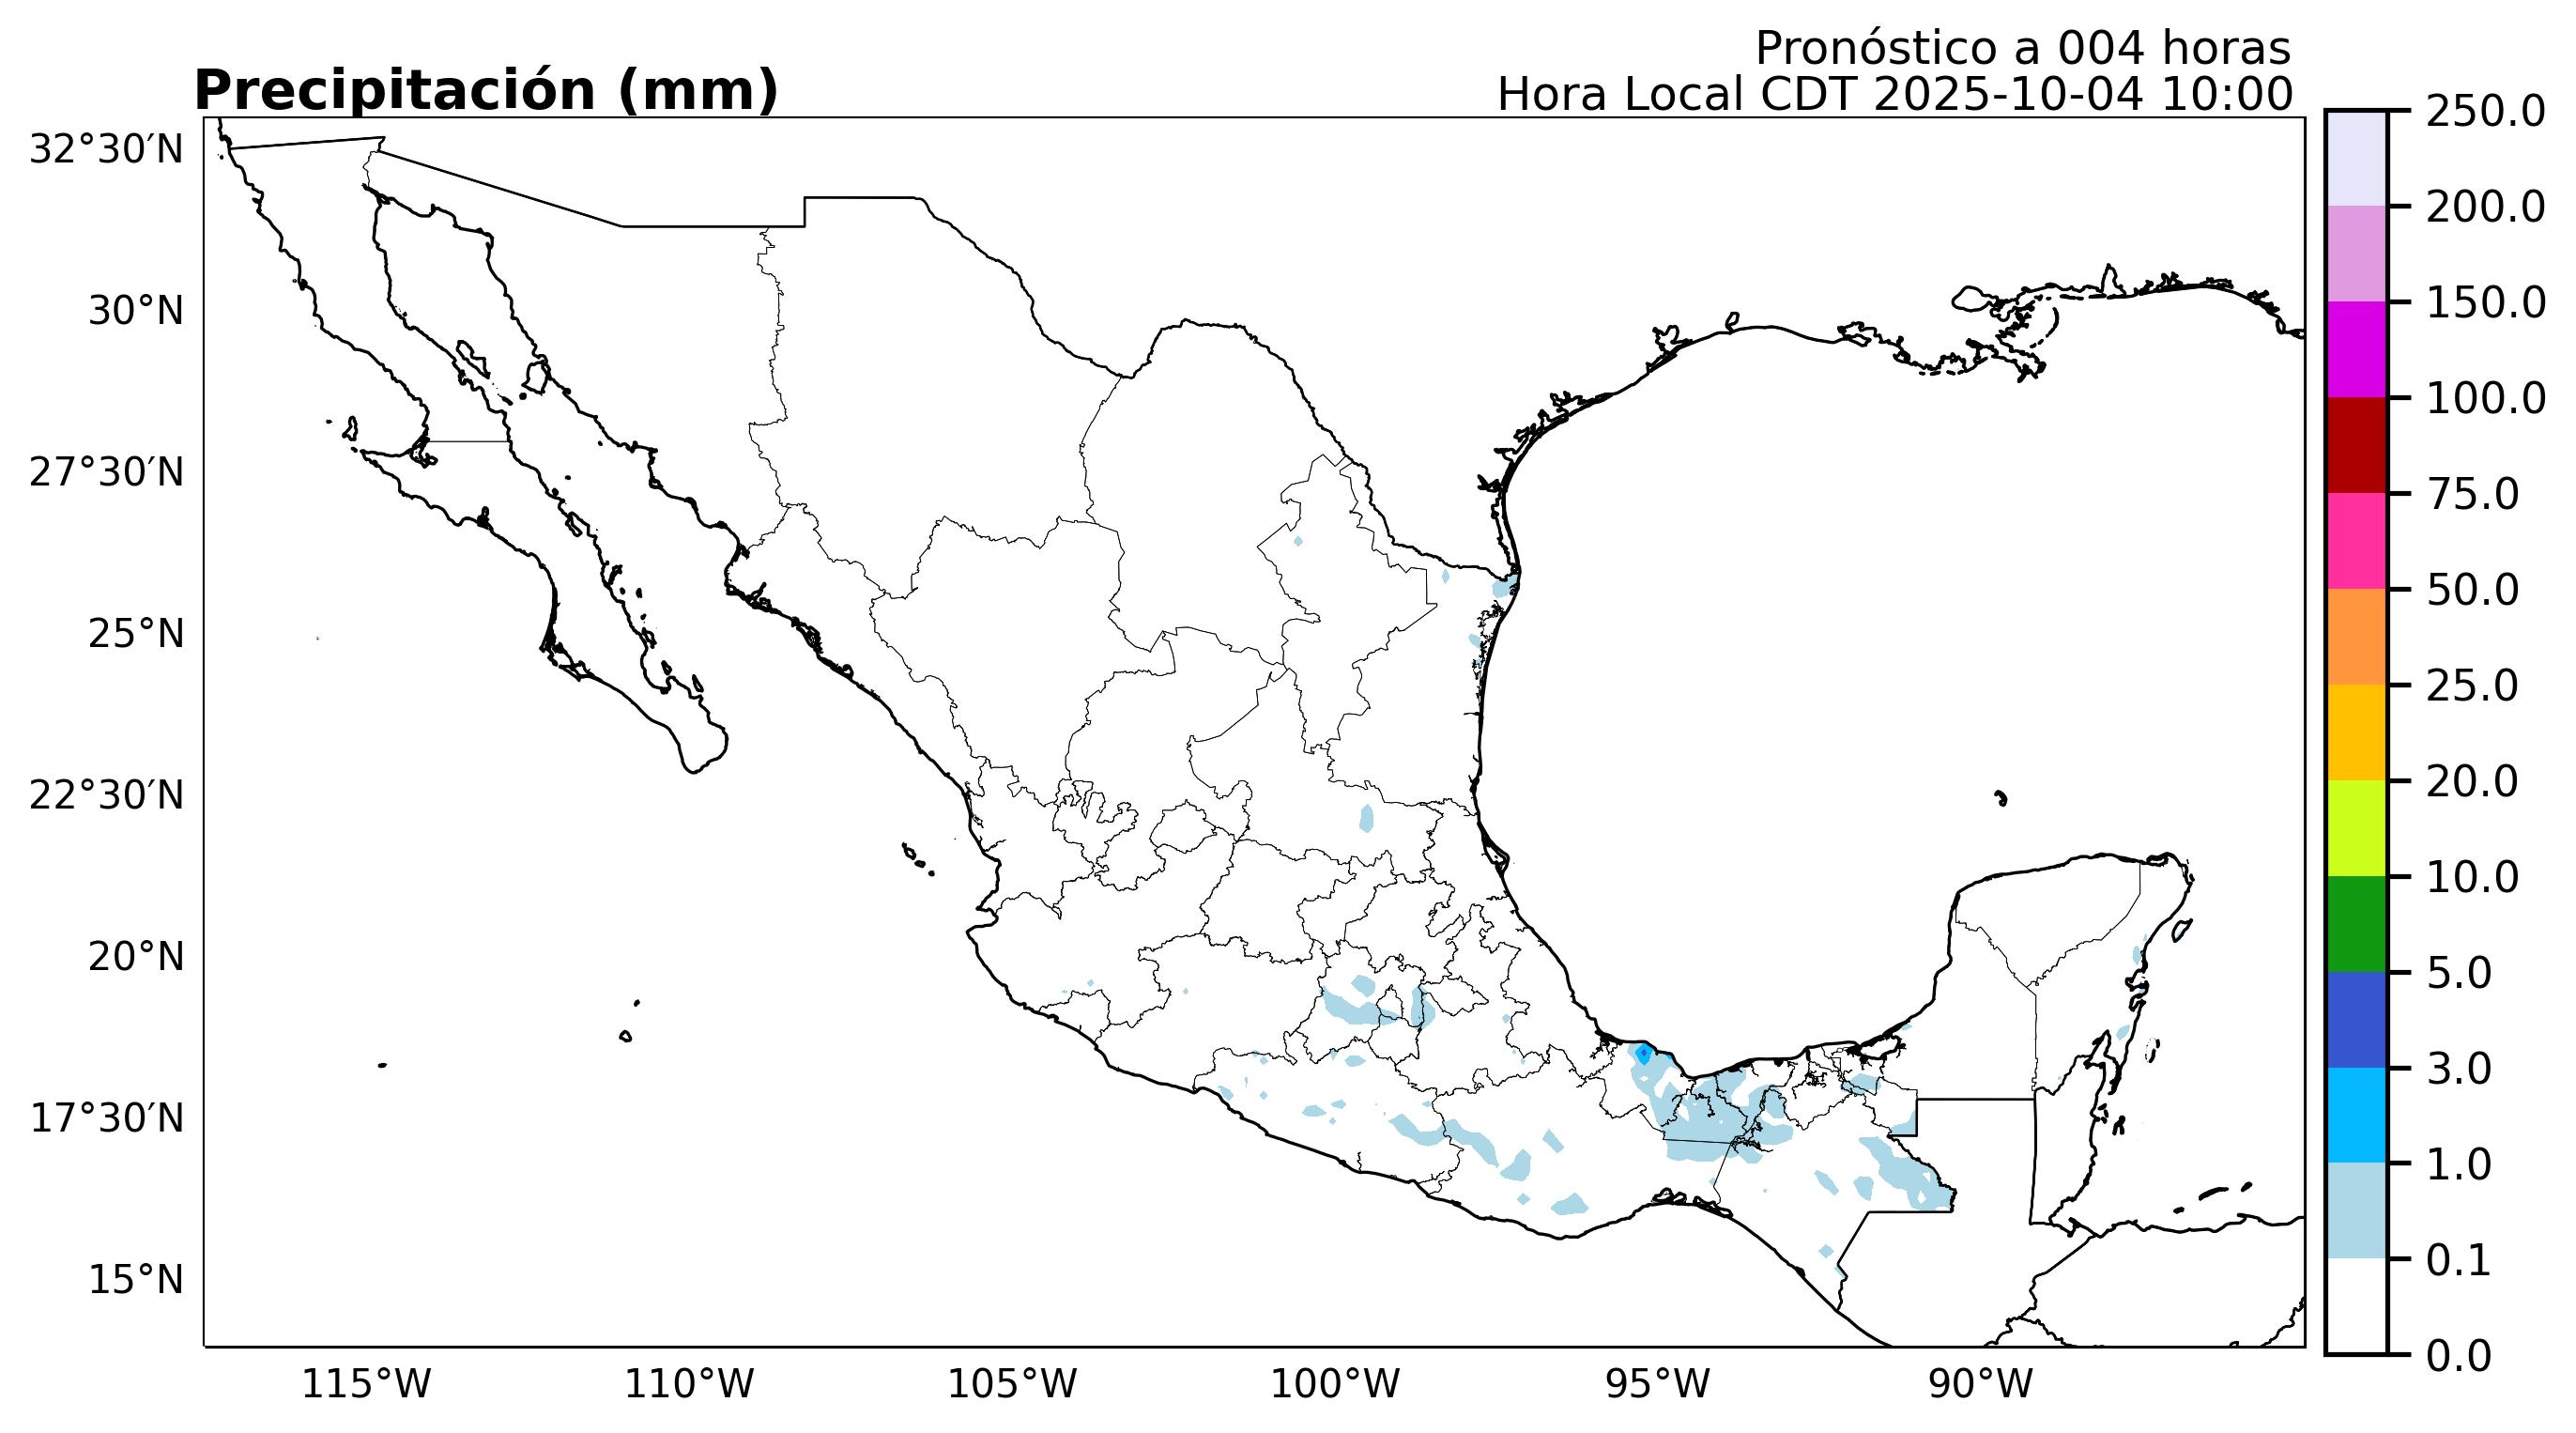 Pronóstico a 004 horas
Precipitación (mm)
Hora Local CDT 2025-10-04 10:00
32°30′N
30°N
27°30′N
25°N
22°30′N
20°N
17°30′N
15°N
115°W
110°W
105°W
100°W
95°W
90°W
250.0
200.0
150.0
100.0
75.0
50.0
25.0
20.0
10.0
5.0
3.0
1.0
0.1
0.0